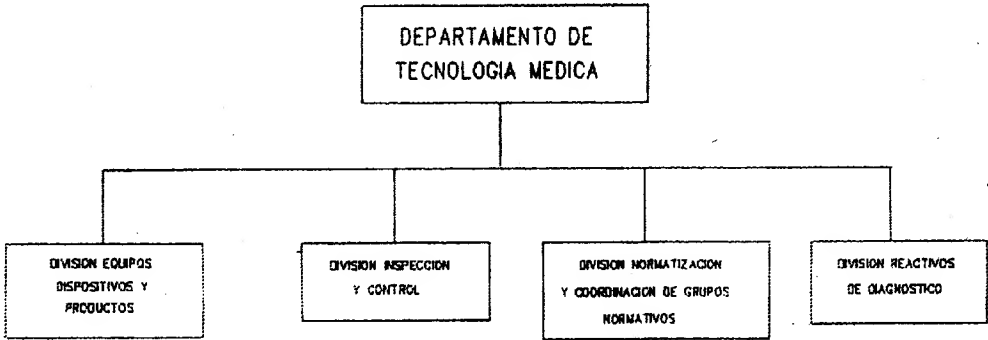 DEPARTAMENTO DE
TECNOLOGIA MEDICA
DIVISION EQUIPOS
DISPOSITIVOS Y
PRODUCTOS
DIVISION INSPECCION
Y CONTROL
DIVISION NORMATIZACION
Y COORDINACION DE GRUPOS
NORMATIVOS
DIVISION REACTIVOS
DE DIAGNOSTICO